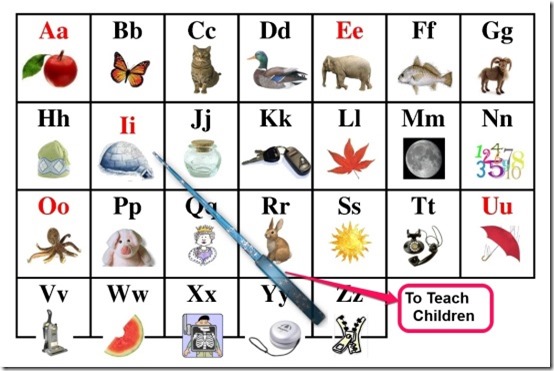 Aa Bb Cc Dd Ee Ff Gg
Hh Ii Jj Kk Ll Mm Nn
Oo Pp Qq Rr Ss Tt Uu
Vv Ww Xx Yy Zz
To Teach
Children